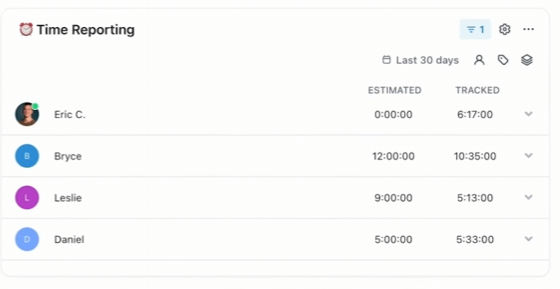 ⏰ Time Reporting
1
Last 30 days
ESTIMATED TRACKED
Eric C. 0:00:00 6:17:00
B Bryce 12:00:00 10:35:00
L Leslie 9:00:00 5:13:00
D Daniel 5:00:00 5:33:00